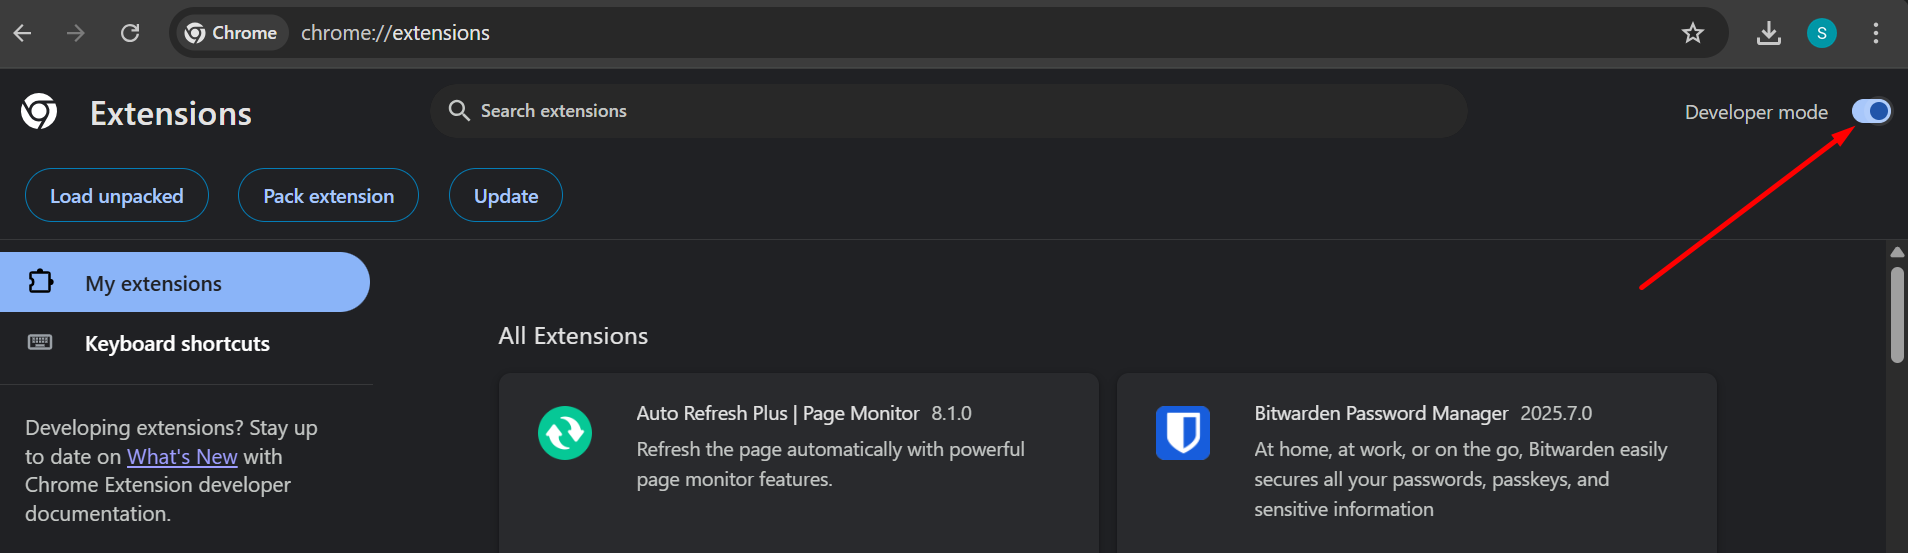 Chrome chrome://extensions S
Extensions
Search extensions
Developer mode
Load unpacked
Pack extension
Update
My extensions
Keyboard shortcuts
Developing extensions? Stay up
to date on What's New with
Chrome Extension developer
documentation.
All Extensions
Auto Refresh Plus | Page Monitor 8.1.0
Refresh the page automatically with powerful
page monitor features.
Bitwarden Password Manager 2025.7.0
At home, at work, or on the go, Bitwarden easily
secures all your passwords, passkeys, and
sensitive information